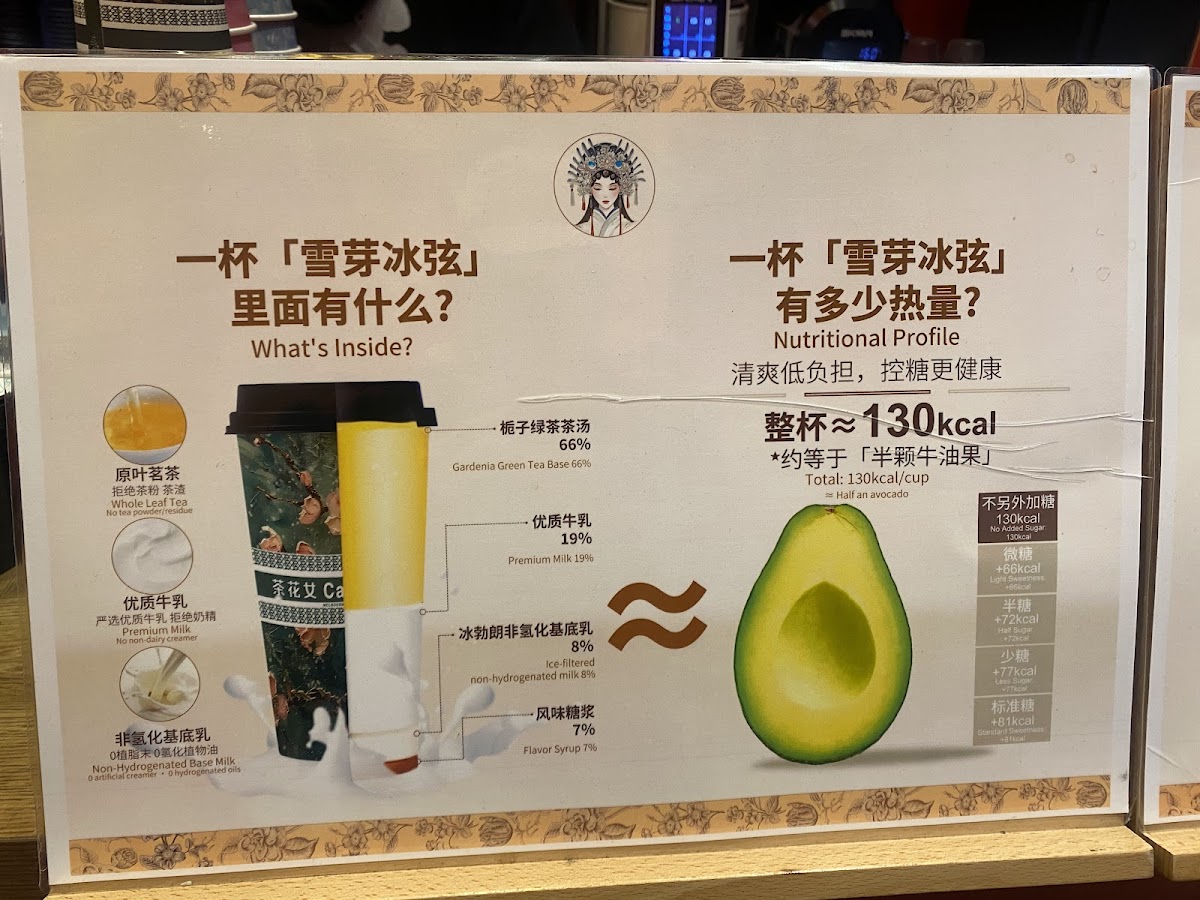 一杯「雪芽冰弦」
里面有什么?
What's Inside?
原叶茗茶
拒绝茶粉 茶渣
Whole Leaf Tea
No tea powder/residue
优质牛乳
严选优质牛乳 拒绝奶精
Premium Milk
No non-dairy creamer
非氢化基底乳
0植脂末 0氢化植物油
Non-Hydrogenated Base Milk
0 artificial creamer • 0 hydrogenated oils
茶花女 Ca
栀子绿茶茶汤
66%
Gardenia Green Tea Base 66%
优质牛乳
19%
Premium Milk 19%
冰勃朗非氢化基底乳
8%
Ice-filtered
non-hydrogenated milk 8%
风味糖浆
7%
Flavor Syrup 7%
一杯「雪芽冰弦」
有多少热量?
Nutritional Profile
清爽低负担，控糖更健康
整杯≈130kcal
★约等于「半颗牛油果」
Total: 130kcal/cup
≈ Half an avocado
≈
不另外加糖
130kcal
No Added Sugar
130kcal
微糖
+66kcal
Light Sweetness
+66kcal
半糖
+72kcal
Half Sugar
+72kcal
少糖
+77kcal
Less Sugar
+77kcal
标准糖
+81kcal
Standard Sweetness
+81kcal